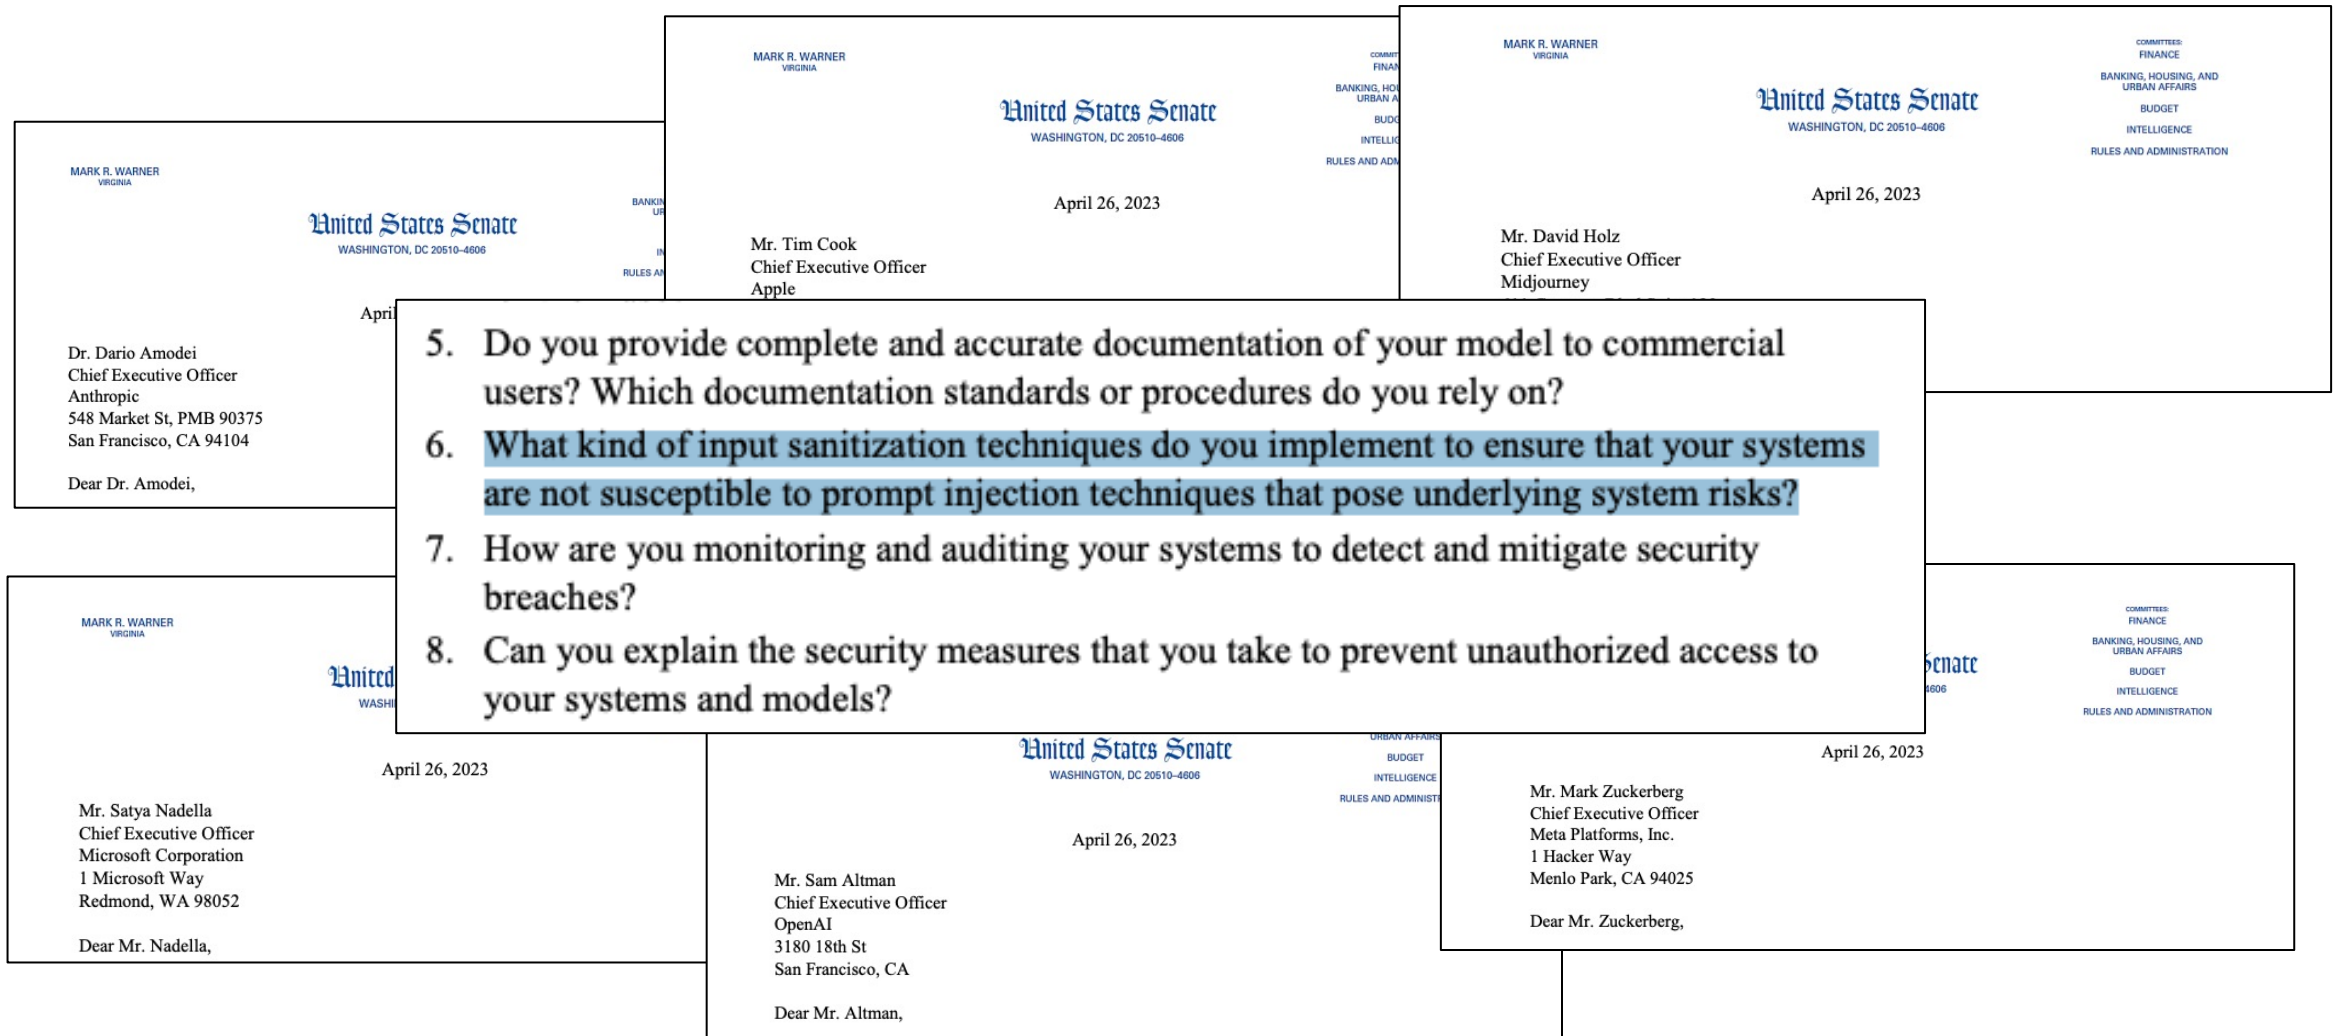 MARK R. WARNER
VIRGINIA
United States Senate
WASHINGTON, DC 20510–4606
RULES
April
Dr. Dario Amodei
Chief Executive Officer
Anthropic
548 Market St, PMB 90375
San Francisco, CA 94104
Dear Dr. Amodei,
MARK R. WARNER
VIRGINIA
United States Senate
WASHINGTON, DC 20510–4606
BANKING,
URBAN
RULES AND
April 26, 2023
Mr. Tim Cook
Chief Executive Officer
Apple
MARK R. WARNER
VIRGINIA
COMMITTEES:
FINANCE
BANKING, HOUSING, AND
URBAN AFFAIRS
BUDGET
INTELLIGENCE
RULES AND ADMINISTRATION
United States Senate
WASHINGTON, DC 20510–4606
April 26, 2023
Mr. David Holz
Chief Executive Officer
Midjourney
5. Do you provide complete and accurate documentation of your model to commercial
users? Which documentation standards or procedures do you rely on?
6. What kind of input sanitization techniques do you implement to ensure that your systems
are not susceptible to prompt injection techniques that pose underlying system risks?
7. How are you monitoring and auditing your systems to detect and mitigate security
breaches?
8. Can you explain the security measures that you take to prevent unauthorized access to
your systems and models?
MARK R. WARNER
VIRGINIA
United
April 26, 2023
Mr. Satya Nadella
Chief Executive Officer
Microsoft Corporation
1 Microsoft Way
Redmond, WA 98052
Dear Mr. Nadella,
United States Senate
WASHINGTON, DC 20510–4606
URBAN AFFAIRS
BUDGET
INTELLIGENCE
RULES AND
April 26, 2023
Mr. Sam Altman
Chief Executive Officer
OpenAI
3180 18th St
San Francisco, CA
Dear Mr. Altman,
Senate
4606
COMMITTEES:
FINANCE
BANKING, HOUSING, AND
URBAN AFFAIRS
BUDGET
INTELLIGENCE
RULES AND ADMINISTRATION
April 26, 2023
Mr. Mark Zuckerberg
Chief Executive Officer
Meta Platforms, Inc.
1 Hacker Way
Menlo Park, CA 94025
Dear Mr. Zuckerberg,